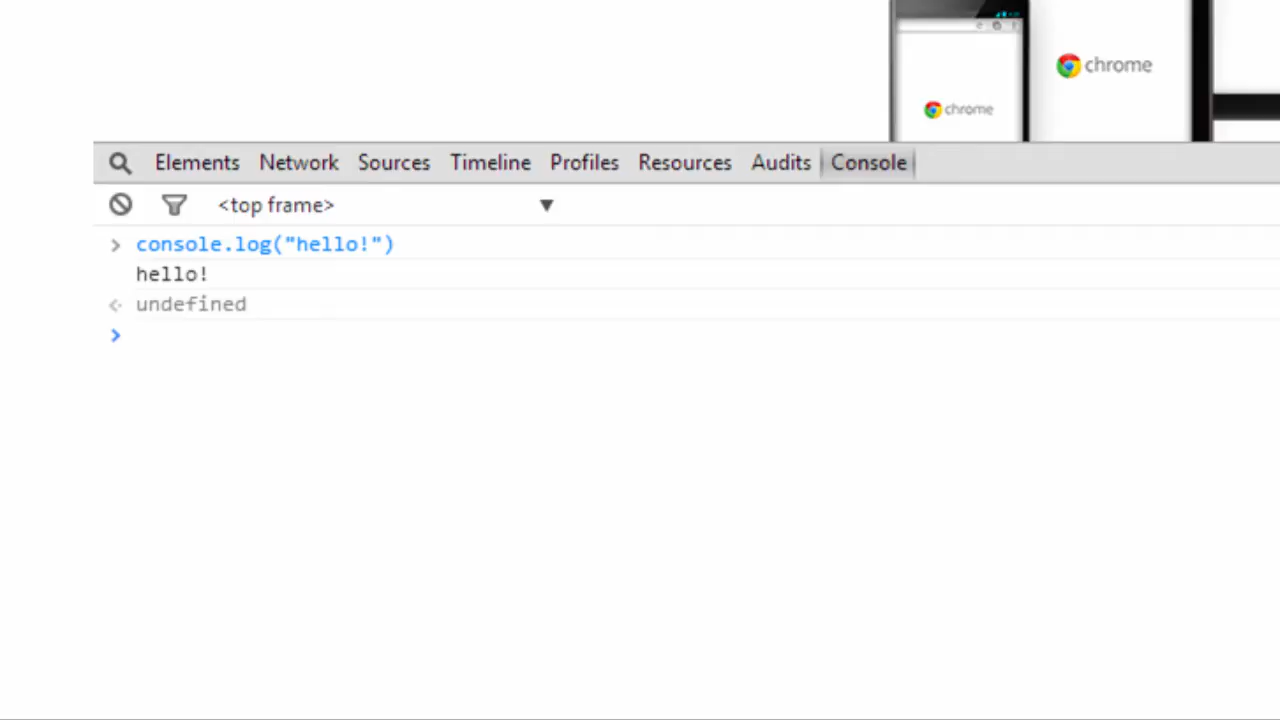 chrome
chrome
Elements Network Sources Timeline Profiles Resources Audits Console
<top frame>
console.log("hello!")
hello!
undefined